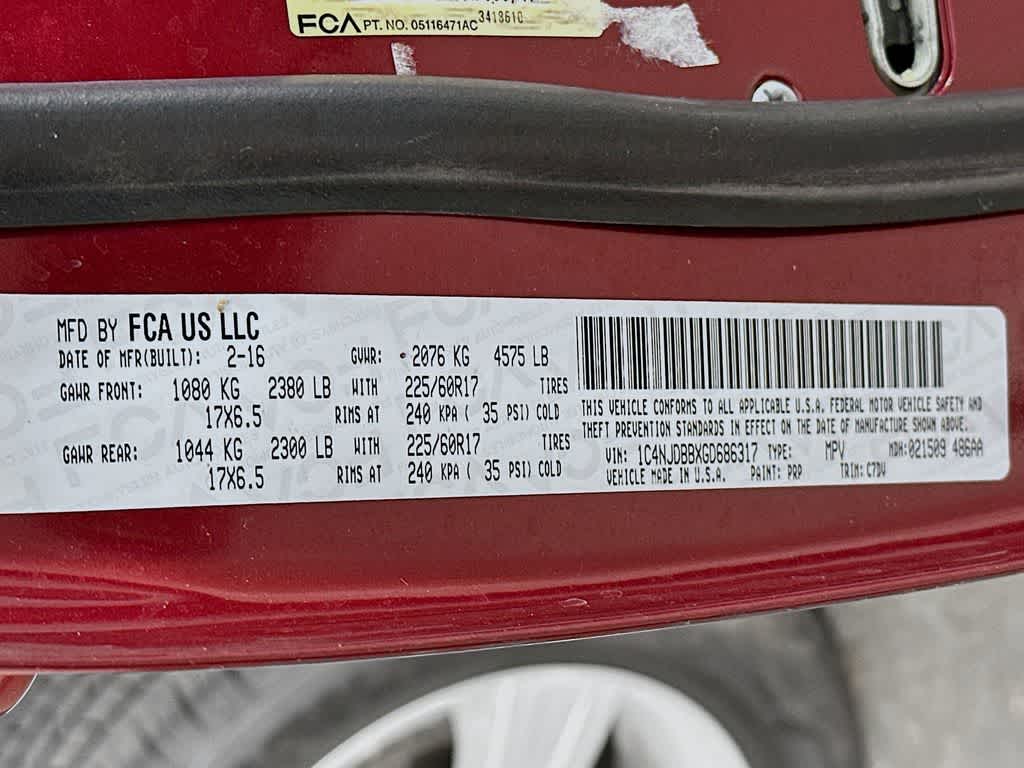 FCA PT. NO. 05116471AC 3418610
MFD BY FCA US LLC
DATE OF MFR(BUILT): 2-16 GVWR: 2076 KG 4575 LB
GAWR FRONT: 1080 KG 2380 LB WITH 225/60R17 TIRES
17X6.5 RIMS AT 240 KPA ( 35 PSI) COLD
GAWR REAR: 1044 KG 2300 LB WITH 225/60R17 TIRES
17X6.5 RIMS AT 240 KPA ( 35 PSI) COLD
THIS VEHICLE CONFORMS TO ALL APPLICABLE U.S.A. FEDERAL MOTOR VEHICLE SAFETY AND
THEFT PREVENTION STANDARDS IN EFFECT ON THE DATE OF MANUFACTURE SHOWN ABOVE.
VIN: 1C4NJDBBXGD686317 TYPE: MPV MDH:021509 486AA
VEHICLE MADE IN U.S.A. PAINT: PRP TRIM: C7DV